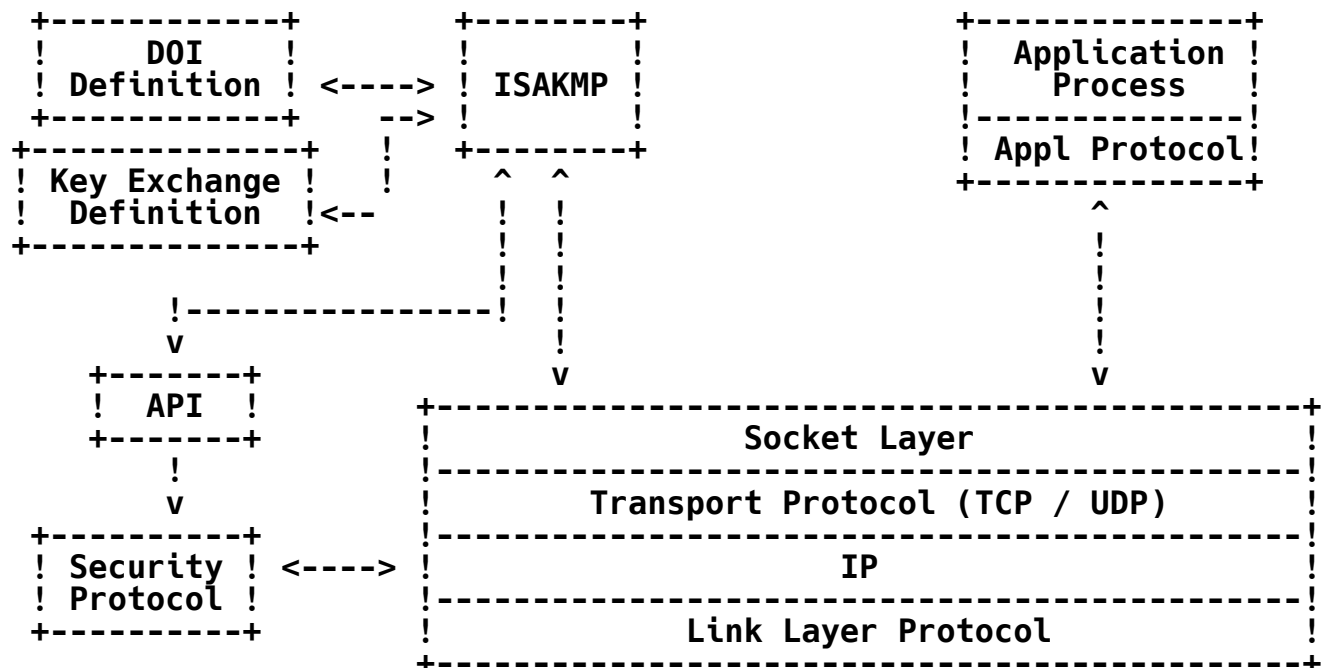 DOI
Definition
ISAKMP
Application
Process
Appl Protocol
Key Exchange
Definition
API
Socket Layer
Transport Protocol (TCP / UDP)
Security
Protocol
IP
Link Layer Protocol